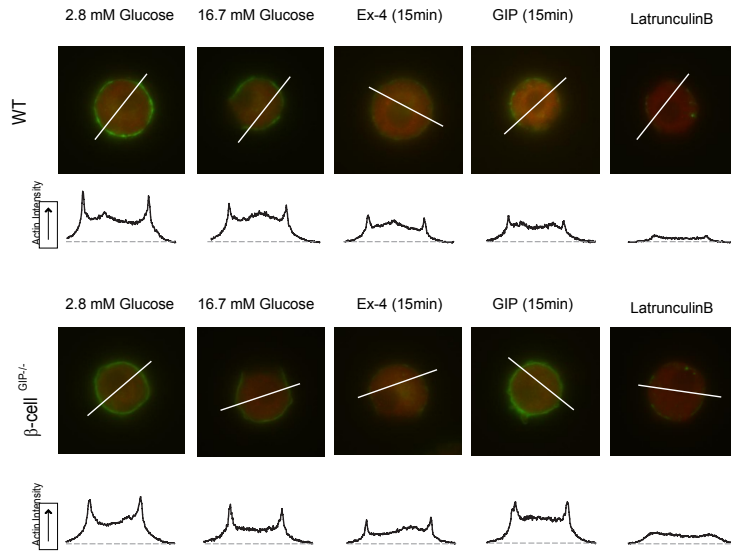 2.8 mM Glucose 16.7 mM Glucose Ex-4 (15min) GIP (15min) LatrunculinB
WT
Actin Intensity
2.8 mM Glucose 16.7 mM Glucose Ex-4 (15min) GIP (15min) LatrunculinB
β-cell GIP-/-
Actin Intensity